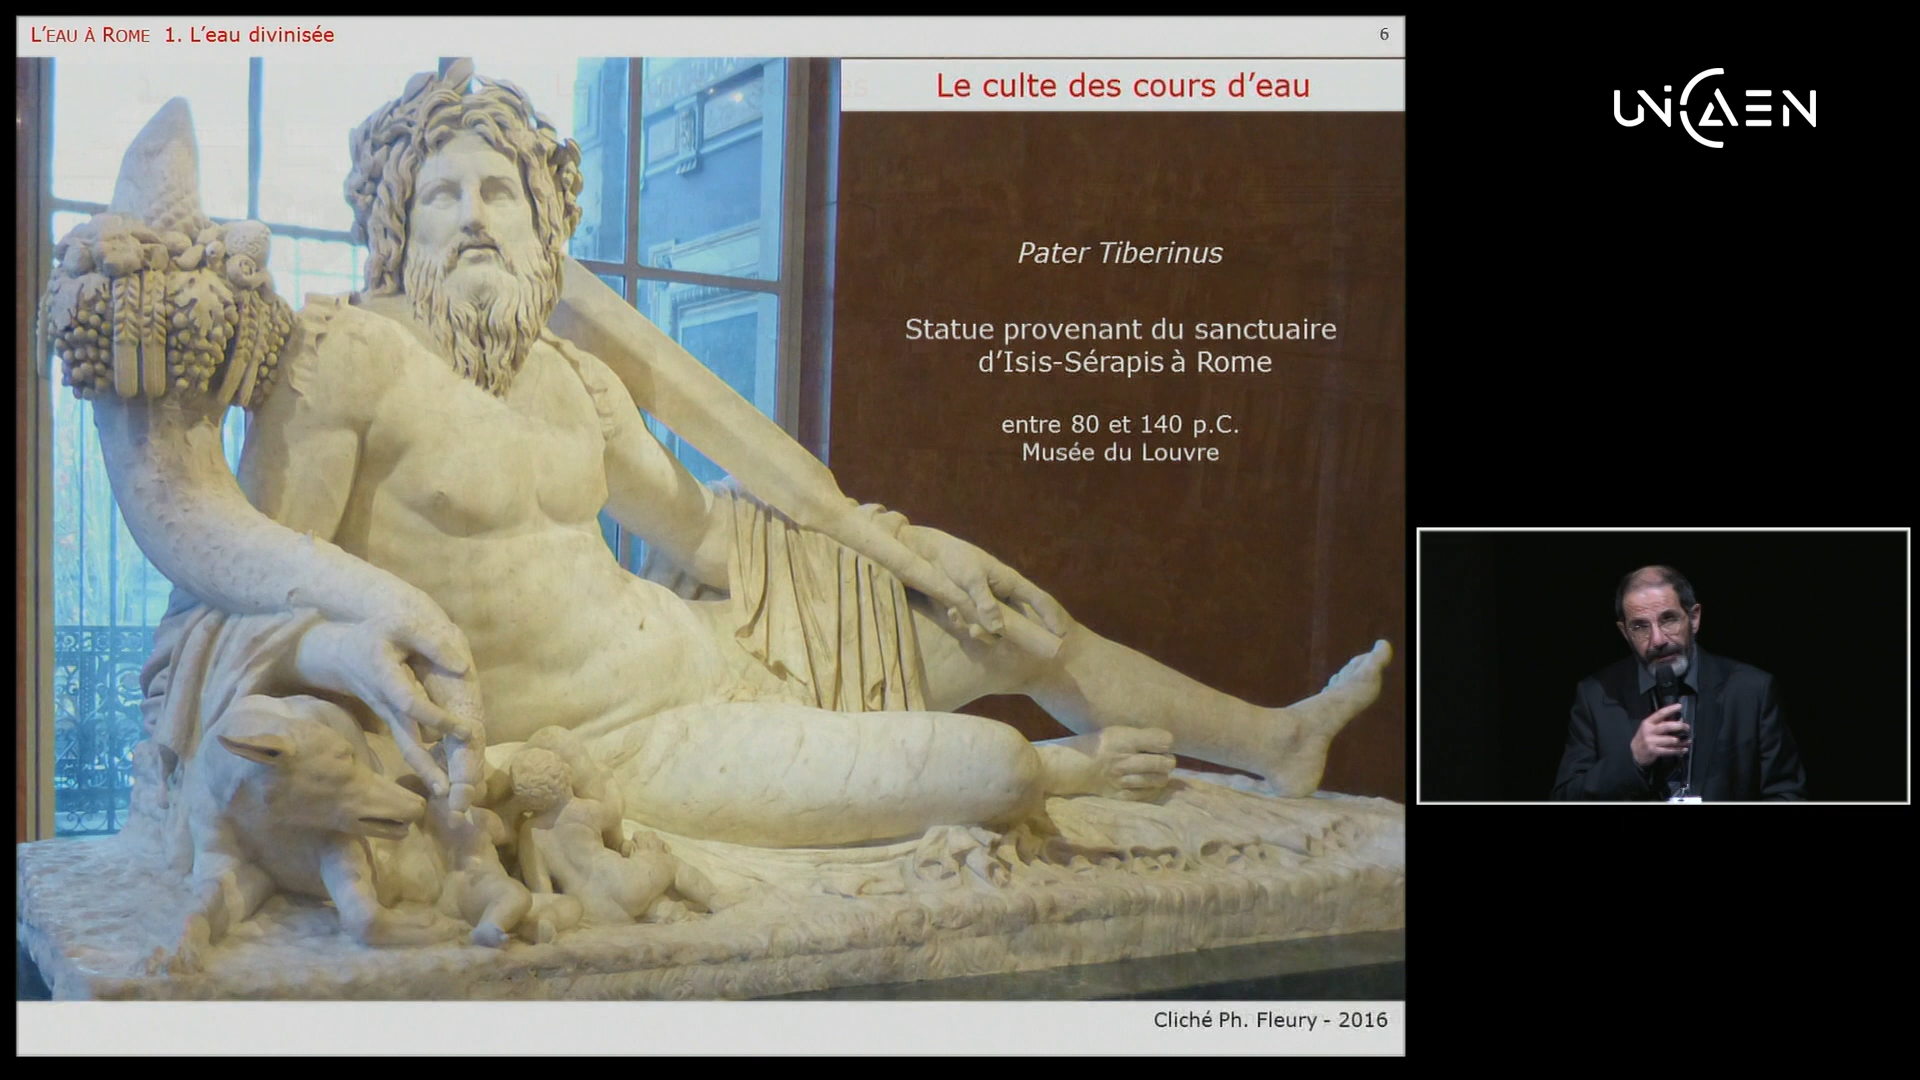 L'EAU À ROME 1. L'eau divinisée
6
Le culte des cours d'eau
Pater Tiberinus
Statue provenant du sanctuaire
d'Isis-Sérapis à Rome
entre 80 et 140 p.C.
Musée du Louvre
Cliché Ph. Fleury - 2016
UNICAEN